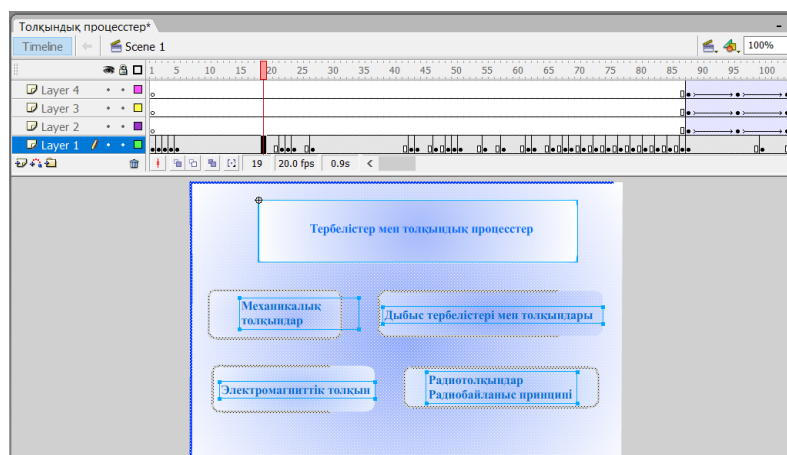 Толқындық процесстер*
Timeline Scene 1 100%
1 5 10 15 20 25 30 35 40 45 50 55 60 65 70 75 80 85 90 95 100
Layer 4
Layer 3
Layer 2
Layer 1
19 20.0 fps 0.9s
Тербелістер мен толқындық процесстер
Механикалық
толқындар
Дыбыс тербелістері мен толқындары
Электромагниттік толқын
Радиотолқындар
Радиобайланыс принципі